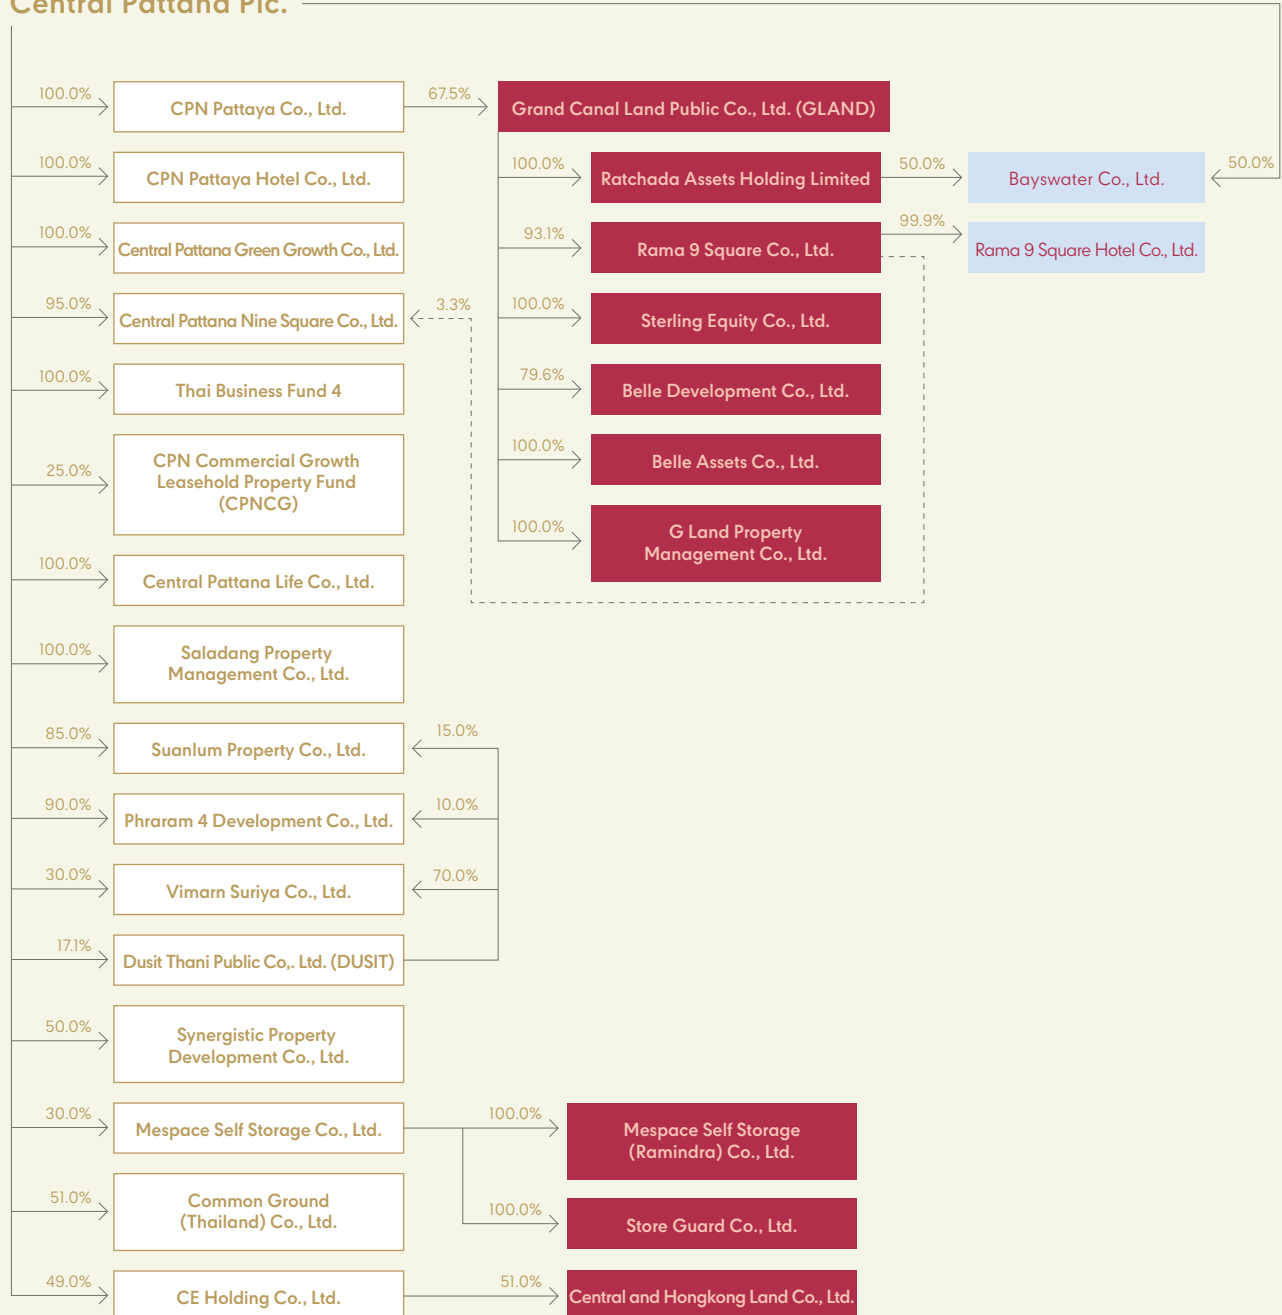 Central Pattana Plc.
100.0%
CPN Pattaya Co., Ltd.
67.5%
Grand Canal Land Public Co., Ltd. (GLAND)
100.0%
CPN Pattaya Hotel Co., Ltd.
100.0%
Ratchada Assets Holding Limited
50.0%
Bayswater Co., Ltd.
50.0%
100.0%
Central Pattana Green Growth Co., Ltd.
93.1%
Rama 9 Square Co., Ltd.
99.9%
Rama 9 Square Hotel Co., Ltd.
95.0%
Central Pattana Nine Square Co., Ltd.
3.3%
100.0%
Sterling Equity Co., Ltd.
100.0%
Thai Business Fund 4
79.6%
Belle Development Co., Ltd.
25.0%
CPN Commercial Growth
Leasehold Property Fund
(CPNCG)
100.0%
Belle Assets Co., Ltd.
100.0%
G Land Property
Management Co., Ltd.
100.0%
Central Pattana Life Co., Ltd.
100.0%
Saladang Property
Management Co., Ltd.
85.0%
Suanlum Property Co., Ltd.
15.0%
90.0%
Phraram 4 Development Co., Ltd.
10.0%
30.0%
Vimarn Suriya Co., Ltd.
70.0%
17.1%
Dusit Thani Public Co,. Ltd. (DUSIT)
50.0%
Synergistic Property
Development Co., Ltd.
30.0%
Mespace Self Storage Co., Ltd.
100.0%
Mespace Self Storage
(Ramindra) Co., Ltd.
51.0%
Common Ground
(Thailand) Co., Ltd.
100.0%
Store Guard Co., Ltd.
49.0%
CE Holding Co., Ltd.
51.0%
Central and Hongkong Land Co., Ltd.